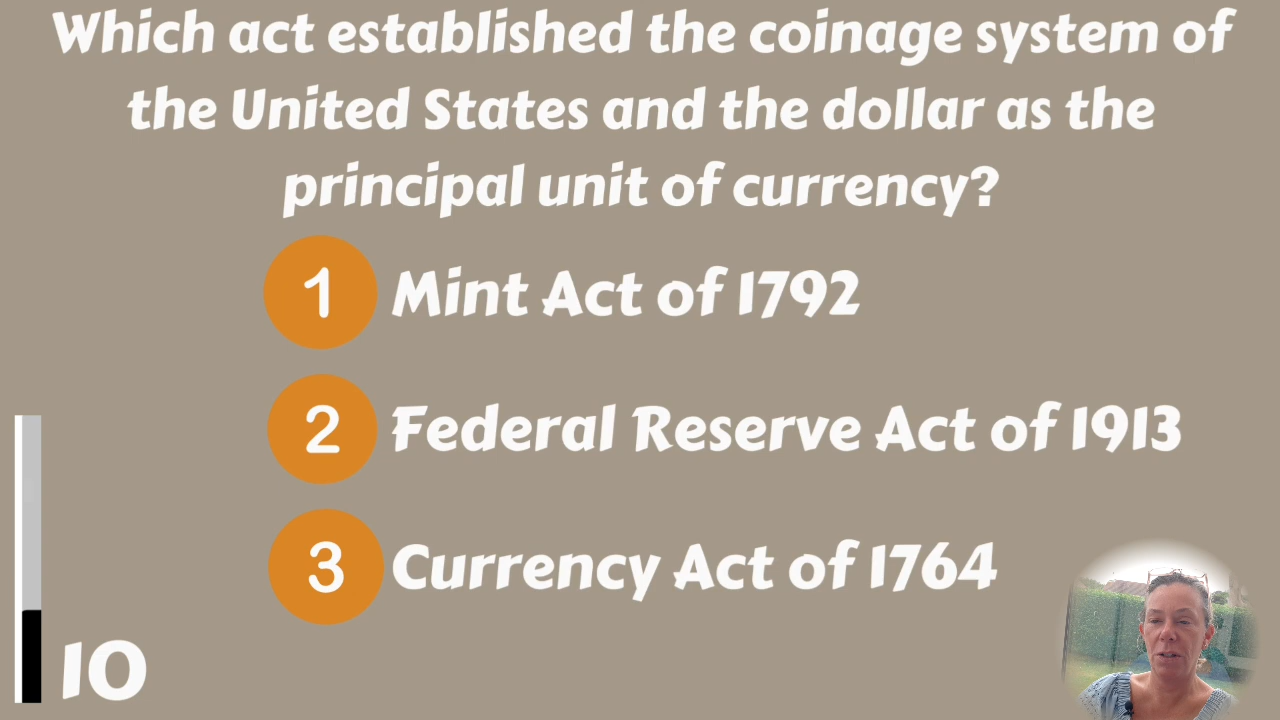 Which act established the coinage system of
the United States and the dollar as the
principal unit of currency?
1 Mint Act of 1792
2 Federal Reserve Act of 1913
3 Currency Act of 1764
10